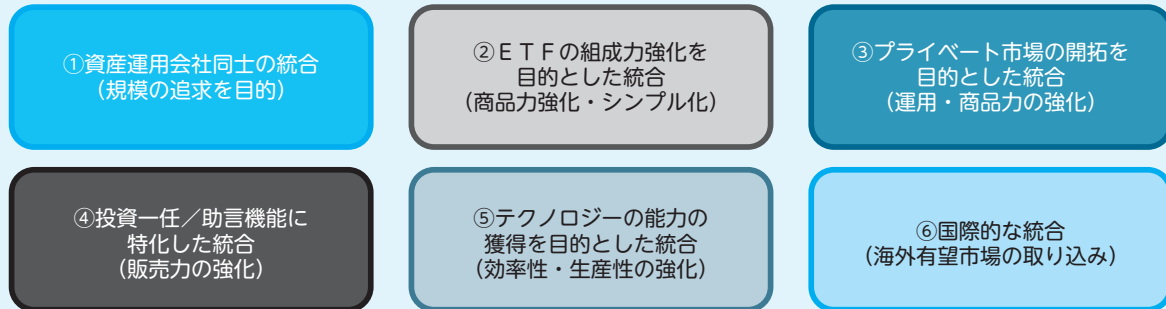 ①資産運用会社同士の統合
（規模の追求を目的）
②ＥＴＦの組成力強化を
目的とした統合
（商品力強化・シンプル化）
③プライベート市場の開拓を
目的とした統合
（運用・商品力の強化）
④投資一任／助言機能に
特化した統合
（販売力の強化）
⑤テクノロジーの能力の
獲得を目的とした統合
（効率性・生産性の強化）
⑥国際的な統合
（海外有望市場の取り込み）